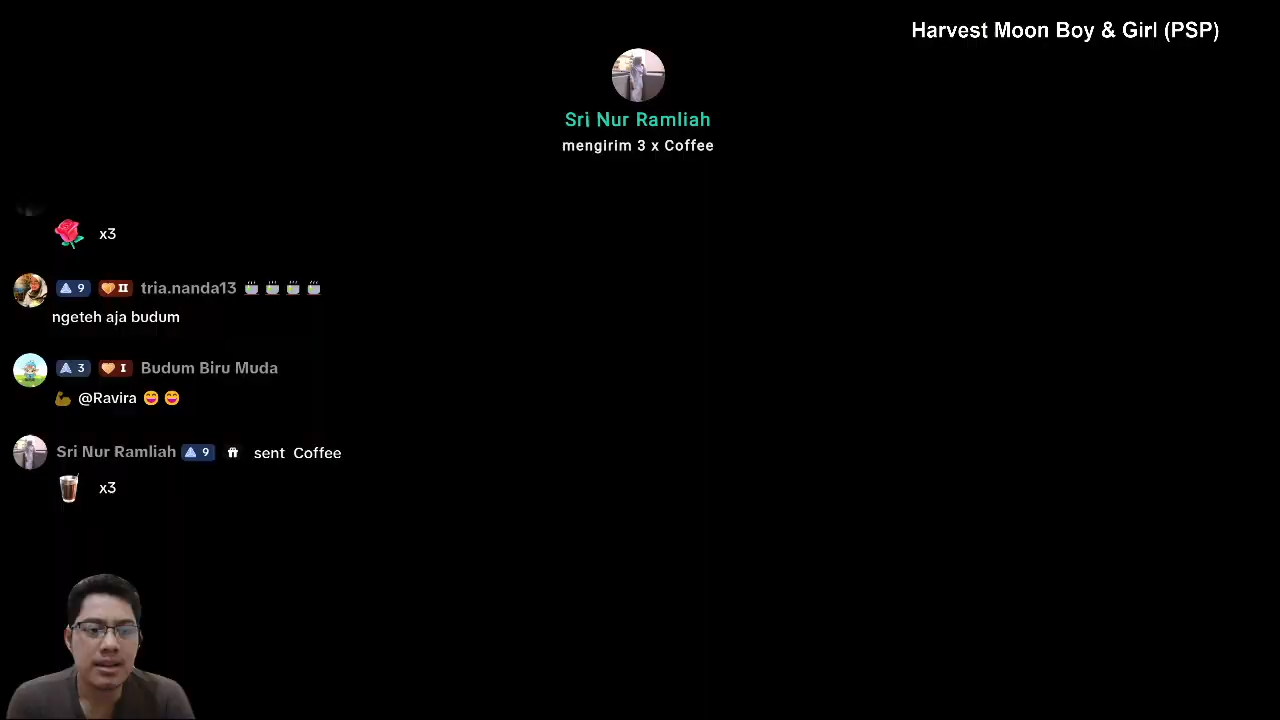 Harvest Moon Boy & Girl (PSP)
Sri Nur Ramliah
mengirim 3 x Coffee
x3
9 II tria.nanda13
ngeteh aja budum
3 I Budum Biru Muda
@Ravira
Sri Nur Ramliah 9 sent Coffee
x3